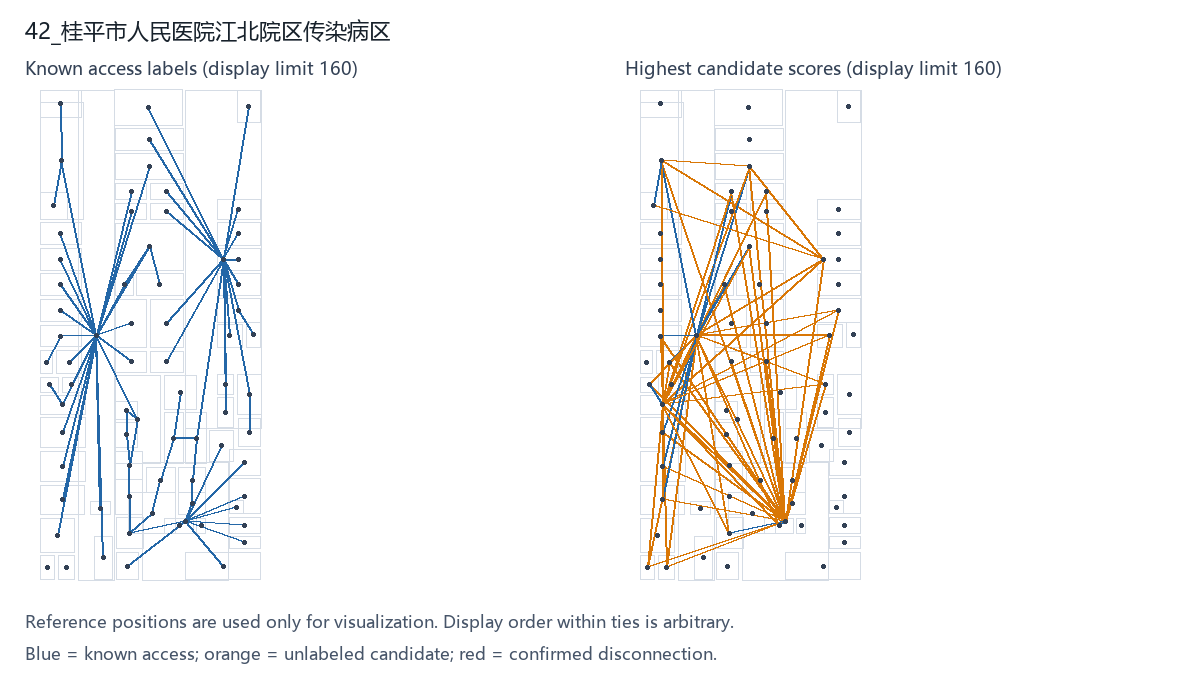 42_桂平市人民医院江北院区传染病区
Known access labels (display limit 160)
Highest candidate scores (display limit 160)
Reference positions are used only for visualization. Display order within ties is arbitrary.
Blue = known access; orange = unlabeled candidate; red = confirmed disconnection.